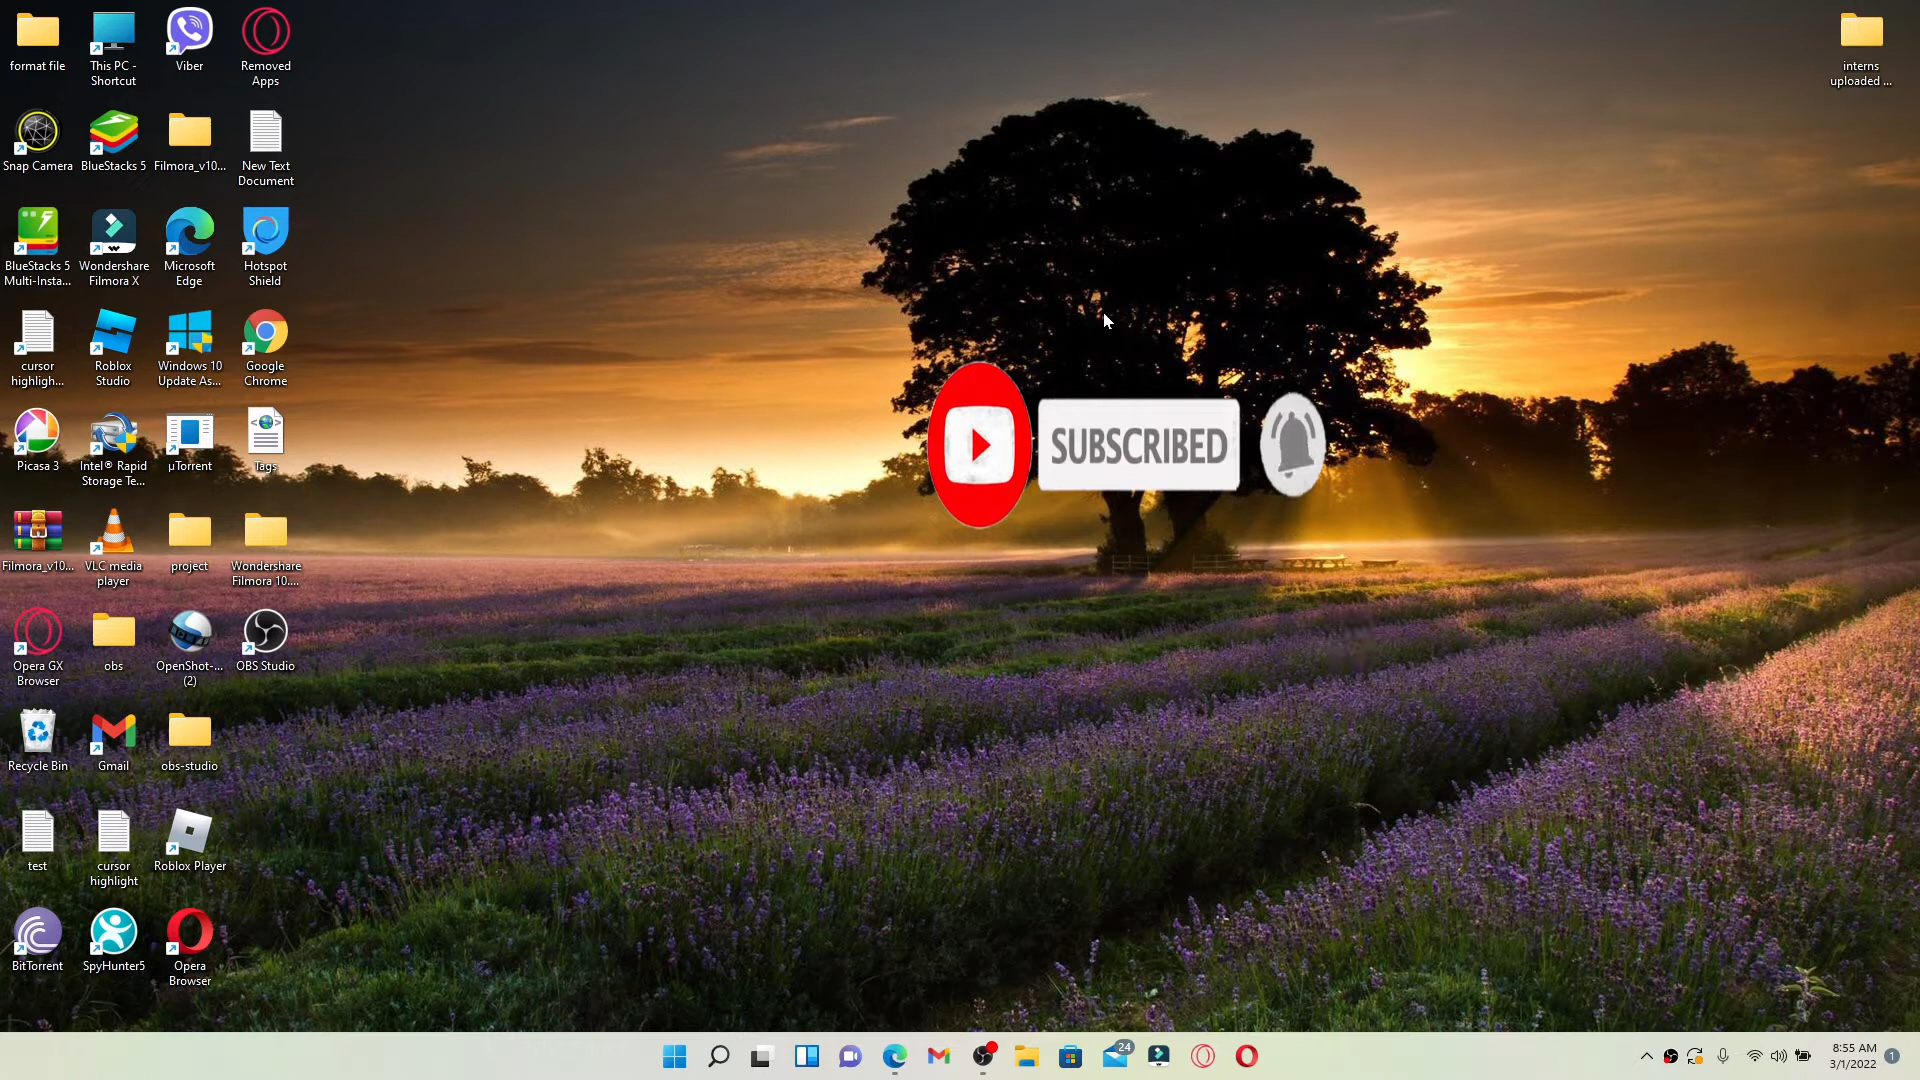 format file
This PC -
Shortcut
Viber
Removed
Apps
interns
uploaded ...
Snap Camera
BlueStacks 5
Filmora_v10...
New Text
Document
BlueStacks 5
Multi-Insta...
Wondershare
Filmora X
Microsoft
Edge
Hotspot
Shield
cursor
highligh...
Roblox
Studio
Windows 10
Update As...
Google
Chrome
SUBSCRIBED
Picasa 3
Intel® Rapid
Storage Te...
µTorrent
Tags
Filmora_v10...
VLC media
player
project
Wondershare
Filmora 10....
Opera GX
Browser
obs
OpenShot-...
(2)
OBS Studio
Recycle Bin
Gmail
obs-studio
test
cursor
highlight
Roblox Player
BitTorrent
SpyHunter5
Opera
Browser
24
8:55 AM
3/1/2022
1